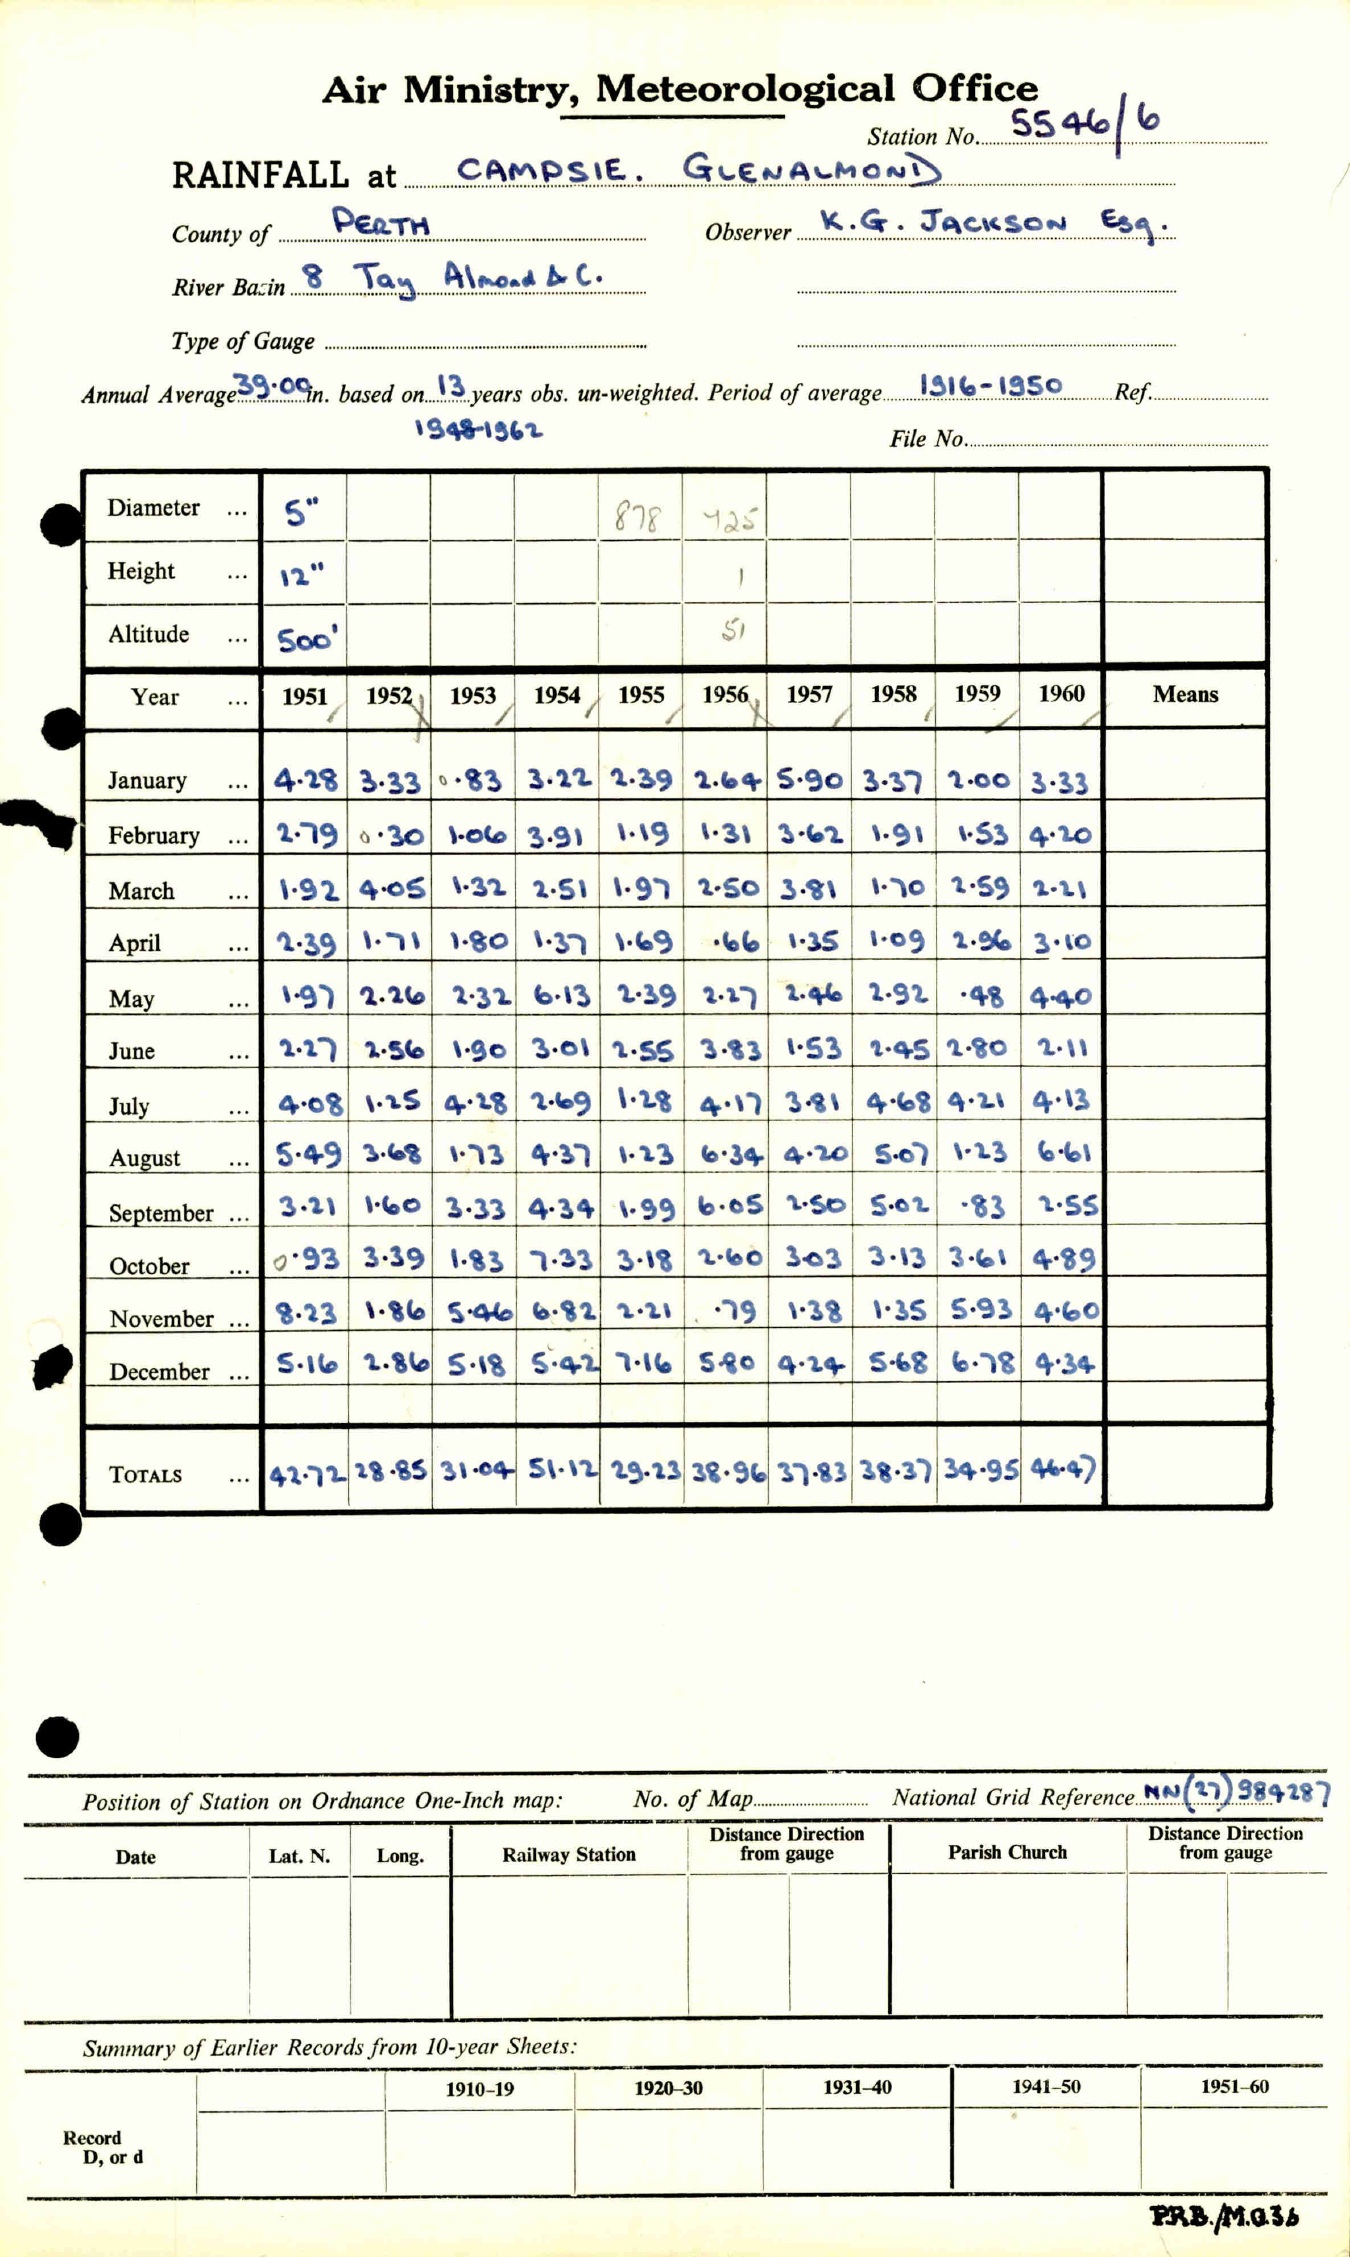 Air Ministry, Meteorological Office
Station No. 5546/6
RAINFALL at CAMPSIE. GLENALMOND
County of PERTH Observer K.G. JACKSON Esq.
River Basin 8 Tay Almond & C.
Type of Gauge
Annual Average 39.00 in. based on 13 years obs. un-weighted. Period of average 1916-1950 Ref.
1948-1962 File No.
Diameter ... 5" 878 425
Height ... 12" 1
Altitude ... 500' 51
Year ... 1951 1952 1953 1954 1955 1956 1957 1958 1959 1960 Means
January ... 4.28 3.33 0.83 3.22 2.39 2.64 5.90 3.37 2.00 3.33
February ... 2.79 0.30 1.06 3.91 1.19 1.31 3.62 1.91 1.53 4.20
March ... 1.92 4.05 1.32 2.51 1.97 2.50 3.81 1.70 2.59 2.21
April ... 2.39 1.71 1.80 1.37 1.69 .66 1.35 1.09 2.96 3.10
May ... 1.97 2.26 2.32 6.13 2.39 2.27 2.46 2.92 .48 4.40
June ... 2.27 2.56 1.90 3.01 2.55 3.83 1.53 2.45 2.80 2.11
July ... 4.08 1.25 4.28 2.69 1.28 4.17 3.81 4.68 4.21 4.13
August ... 5.49 3.68 1.73 4.37 1.23 6.34 4.20 5.07 1.23 6.61
September ... 3.21 1.60 3.33 4.34 1.99 6.05 2.50 5.02 .83 2.55
October ... 0.93 3.39 1.83 7.33 3.18 2.60 3.03 3.13 3.61 4.89
November ... 8.23 1.86 5.46 6.82 2.21 .79 1.38 1.35 5.93 4.60
December ... 5.16 2.86 5.18 5.42 7.16 5.80 4.24 5.68 6.78 4.34
TOTALS ... 42.72 28.85 31.04 51.12 29.23 38.96 37.83 38.37 34.95 46.47
Position of Station on Ordnance One-Inch map: No. of Map National Grid Reference NN(27)984287
Date Lat. N. Long. Railway Station Distance Direction from gauge Parish Church Distance Direction from gauge
Summary of Earlier Records from 10-year Sheets:
1910–19 1920–30 1931–40 1941–50 1951–60
Record
D, or d
P.R.B./M.O.36